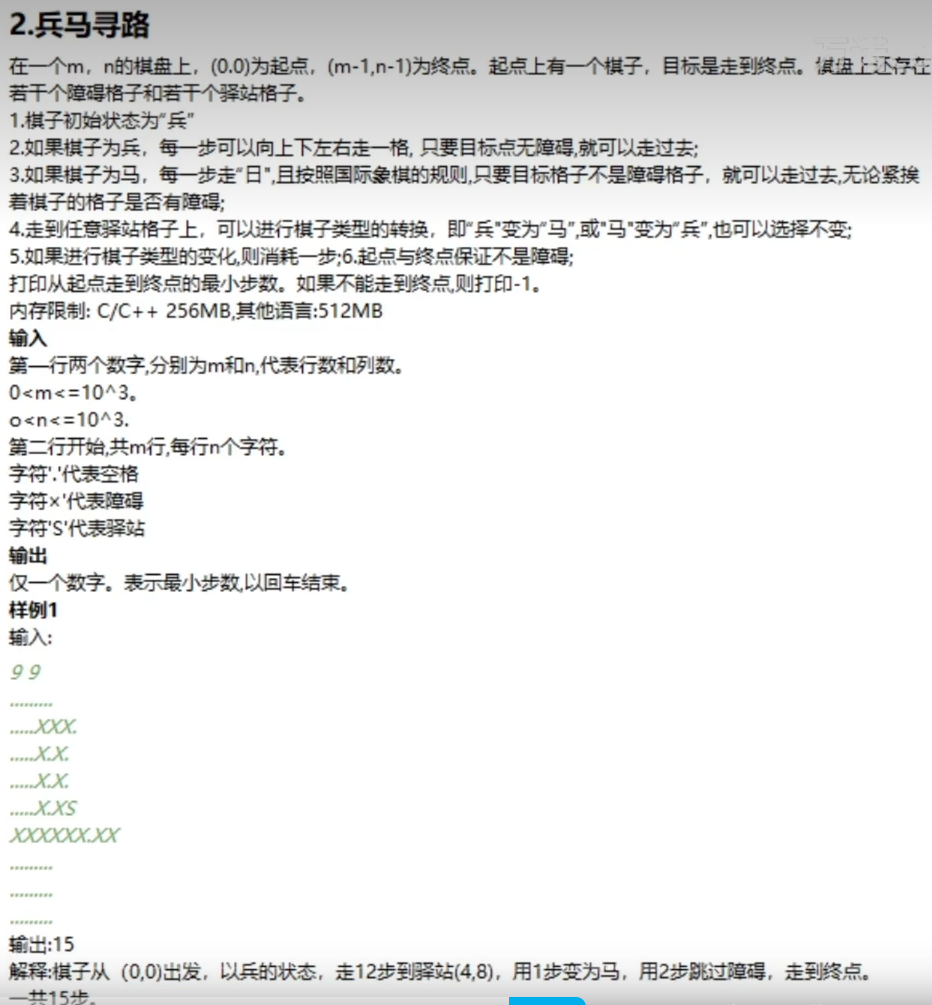 2.兵马寻路
在一个m，n的棋盘上，(0.0)为起点，(m-1,n-1)为终点。起点上有一个棋子，目标是走到终点。棋盘上还存在
若干个障碍格子和若干个驿站格子。
1.棋子初始状态为“兵”
2.如果棋子为兵，每一步可以向上下左右走一格, 只要目标点无障碍,就可以走过去;
3.如果棋子为马，每一步走“日",且按照国际象棋的规则,只要目标格子不是障碍格子，就可以走过去,无论紧挨
着棋子的格子是否有障碍;
4.走到任意驿站格子上，可以进行棋子类型的转换，即“兵"变为“马”,或"马"变为“兵”,也可以选择不变;
5.如果进行棋子类型的变化,则消耗一步;6.起点与终点保证不是障碍;
打印从起点走到终点的最小步数。如果不能走到终点,则打印-1。
内存限制: C/C++ 256MB,其他语言:512MB
输入
第一行两个数字,分别为m和n,代表行数和列数。
0<m<=10^3。
o<n<=10^3.
第二行开始,共m行,每行n个字符。
字符'.'代表空格
字符×'代表障碍
字符'S'代表驿站
输出
仅一个数字。表示最小步数,以回车结束。
样例1
输入:
9 9
.........
.....XXX.
.....X.X.
.....X.X.
.....X.XS
XXXXXX.XX
.........
.........
.........
输出:15
解释:棋子从（0,0)出发，以兵的状态，走12步到驿站(4,8)，用1步变为马，用2步跳过障碍，走到终点。
一共15步。